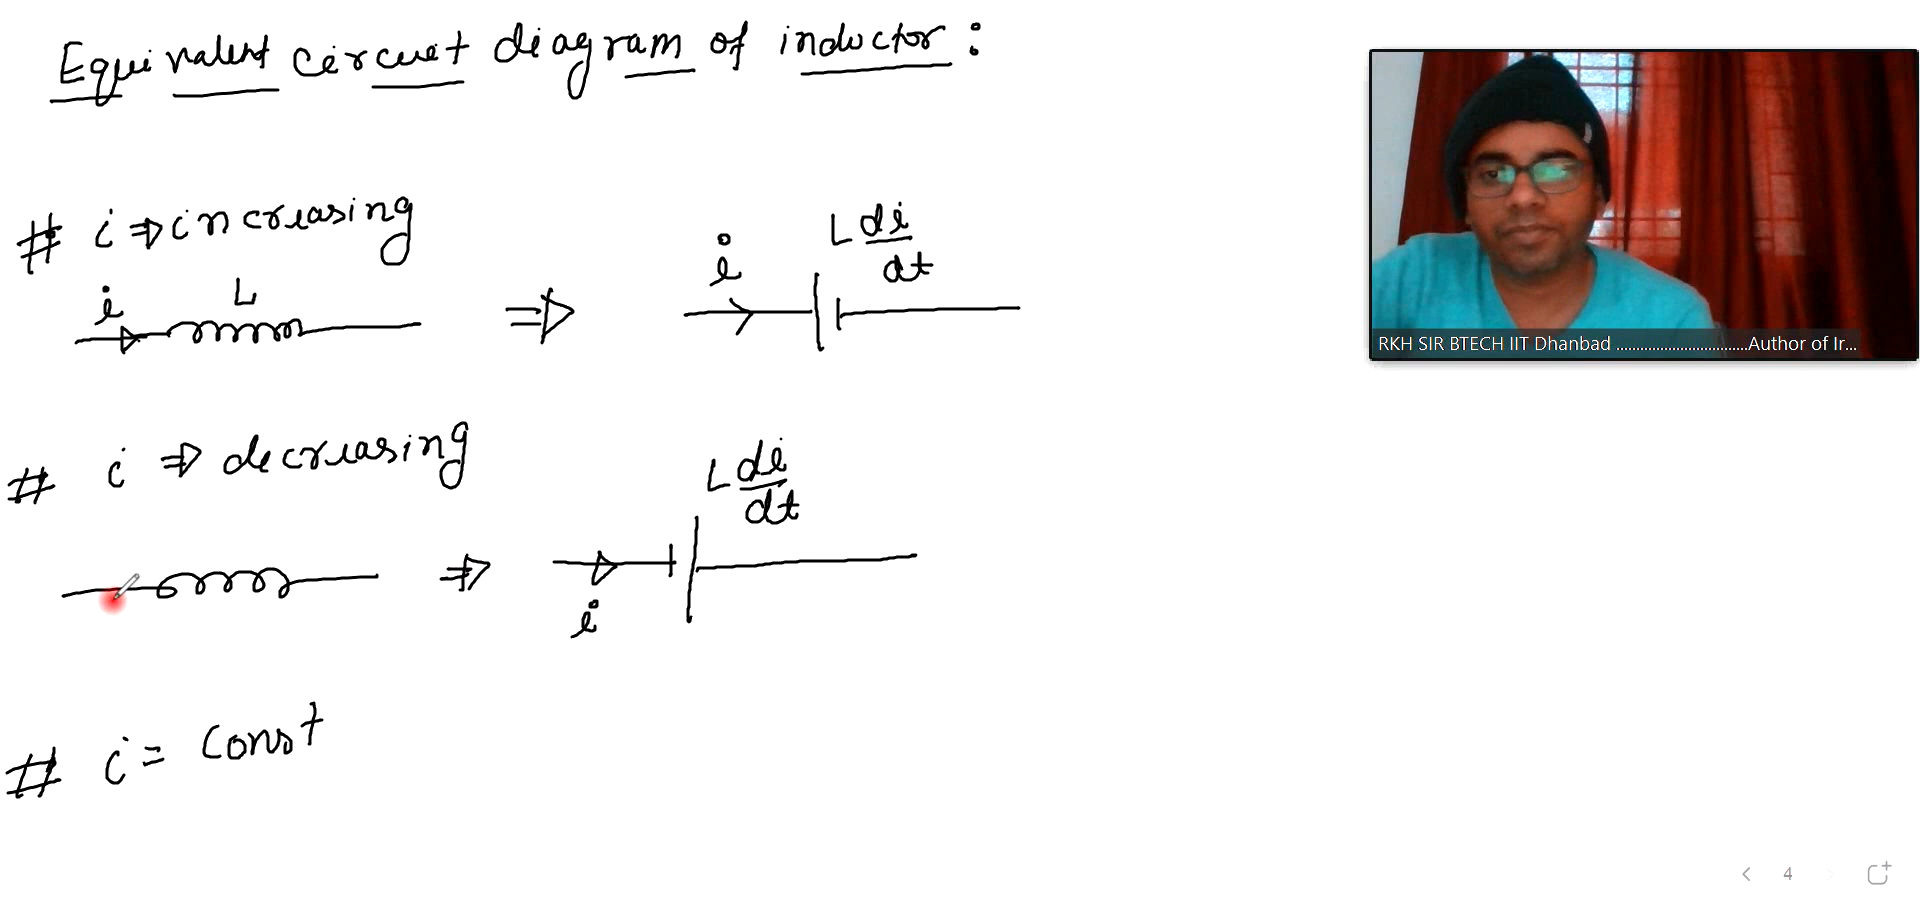 Equivalent circuit diagram of inductor :
# i ⇒ increasing
i L
⇒
i L di/dt
# i ⇒ decreasing
⇒
L di/dt
i
# i = const
RKH SIR BTECH IIT Dhanbad ..................................Author of Ir...
4